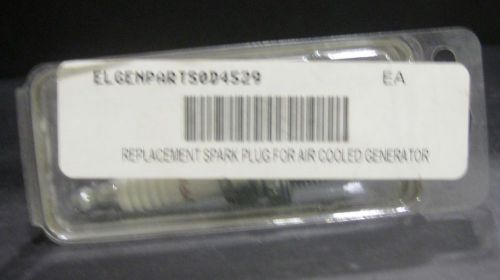 ELGENPARTS0D4529 EA
REPLACEMENT SPARK PLUG FOR AIR COOLED GENERATOR